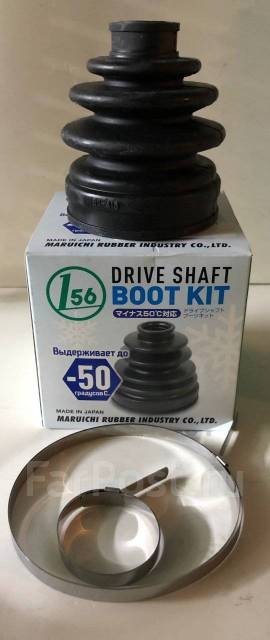 MADE IN JAPAN
MARUICHI RUBBER INDUSTRY CO., LTD.
156
DRIVE SHAFT
BOOT KIT
マイナス50℃対応
ドライブシャフト
ブーツキット
Выдерживает до
-50
градусов С.
MADE IN JAPAN
MARUICHI RUBBER INDUSTRY CO., LTD.
FarPost.ru